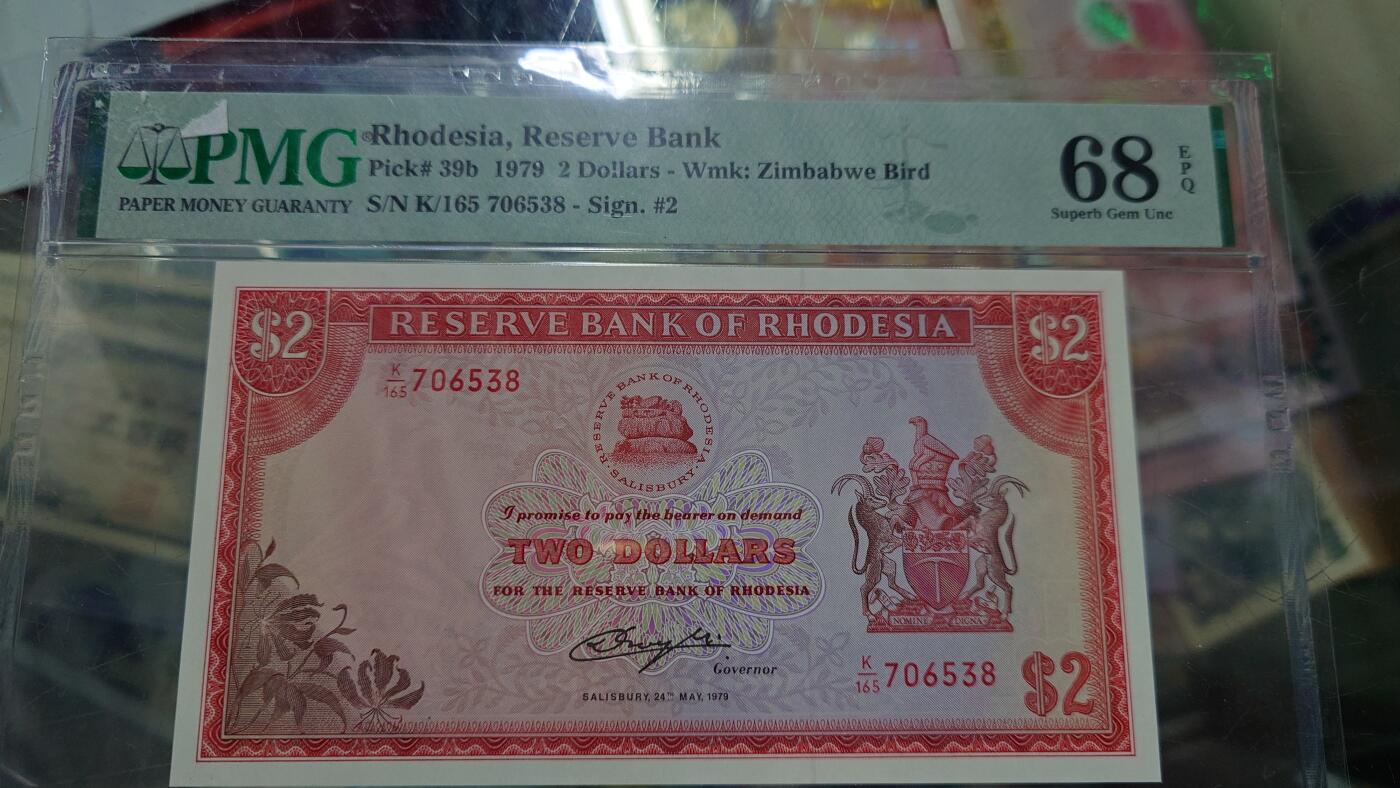 PMG
PAPER MONEY GUARANTY
Rhodesia, Reserve Bank
Pick# 39b 1979 2 Dollars - Wmk: Zimbabwe Bird
S/N K/165 706538 - Sign. #2
68
EPQ
Superb Gem Unc
$2
RESERVE BANK OF RHODESIA
$2
K/165 706538
RESERVE BANK OF RHODESIA · SALISBURY ·
I promise to pay the bearer on demand
TWO DOLLARS
FOR THE RESERVE BANK OF RHODESIA
Governor
SALISBURY, 24TH MAY, 1979
NOMINE DIGNA
K/165 706538
$2